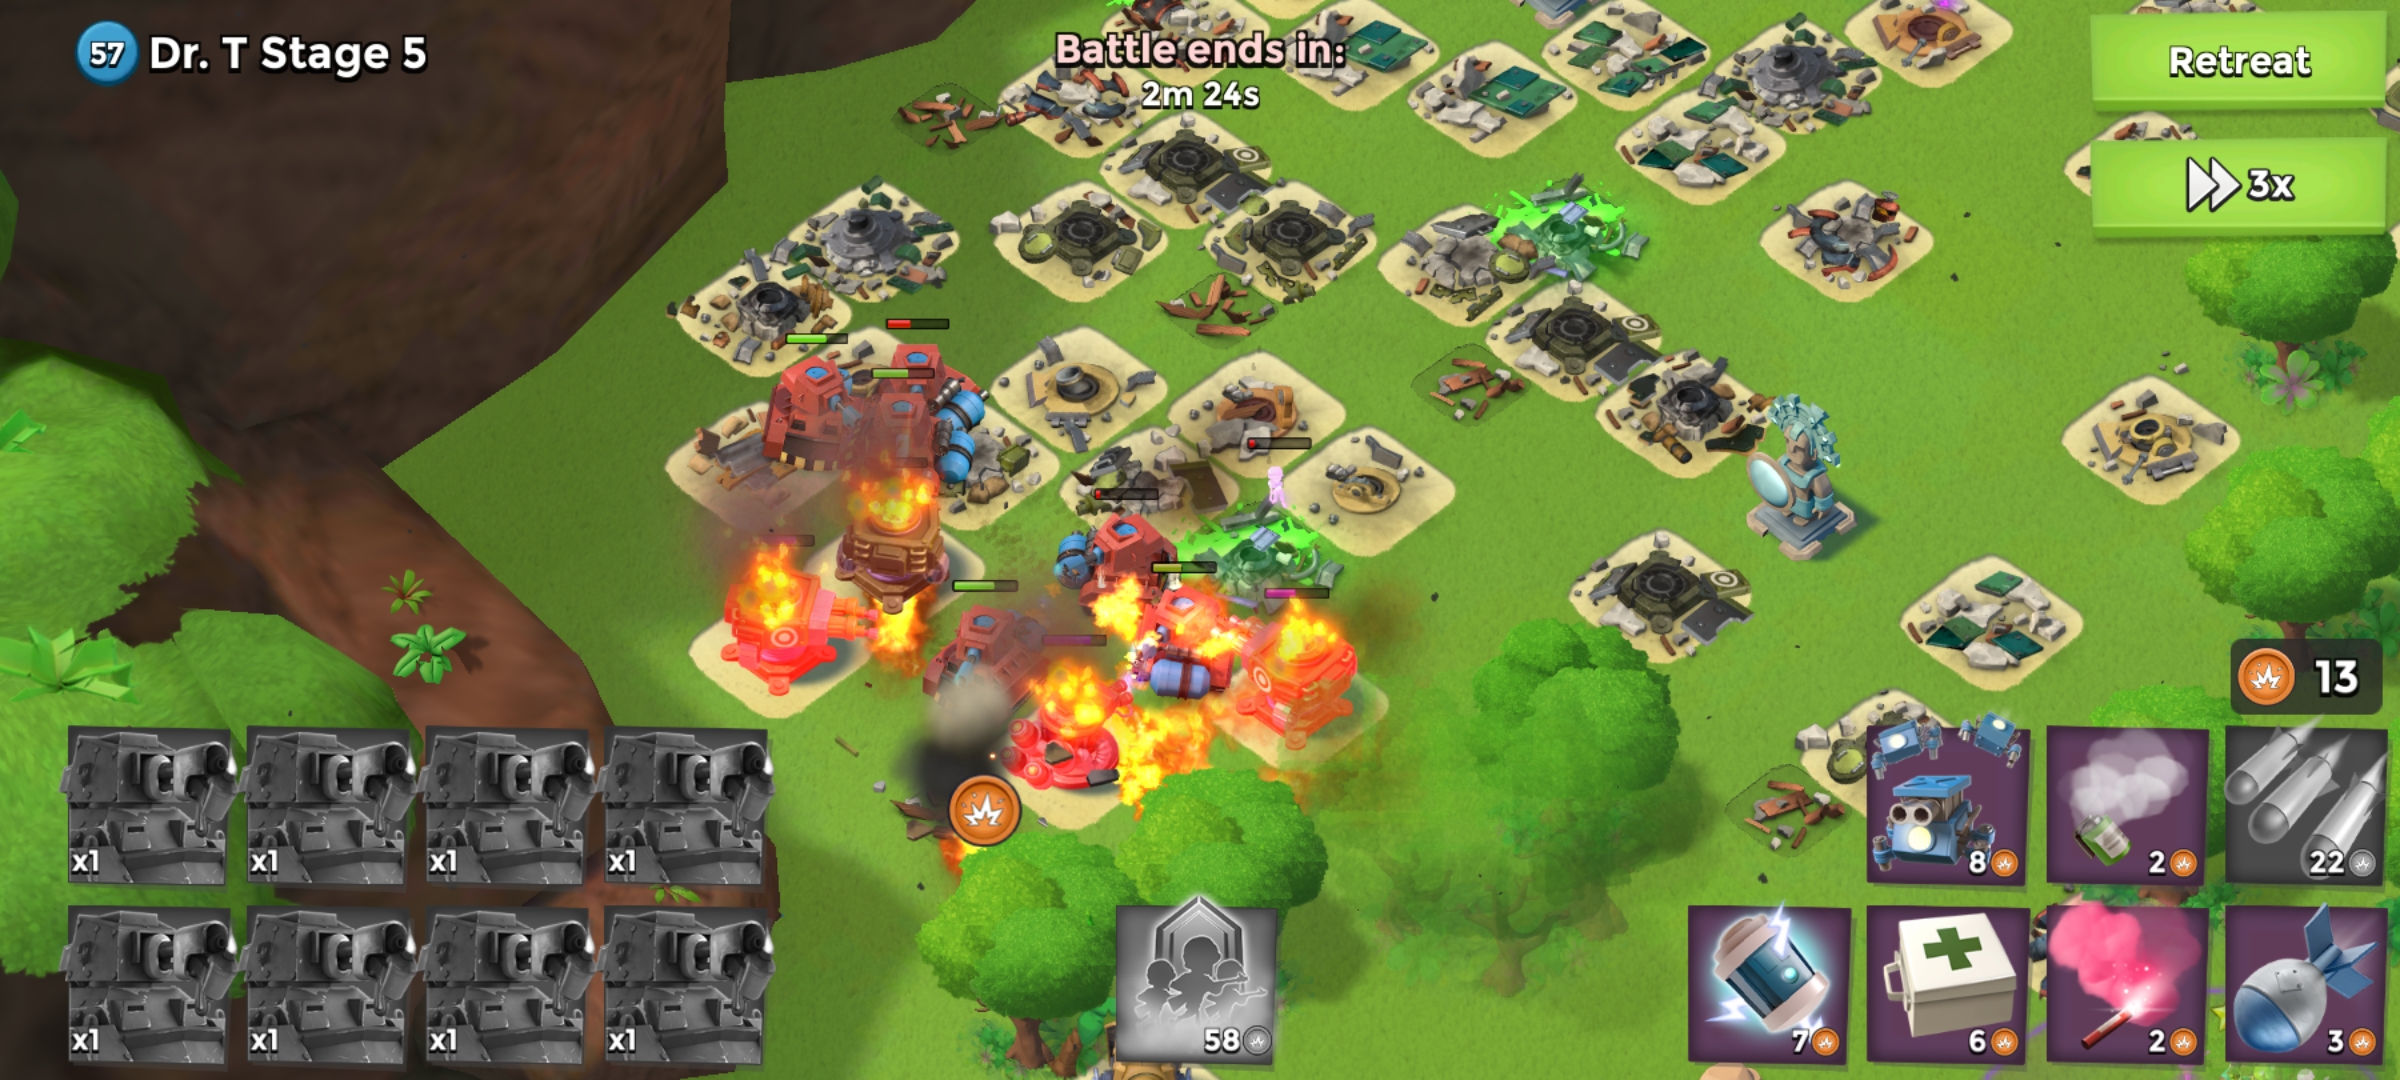 57 Dr. T Stage 5
Battle ends in:
2m 24s
Retreat
3x
13
x1 x1 x1 x1
8 2 22
x1 x1 x1 x1
58
7 6 2 3